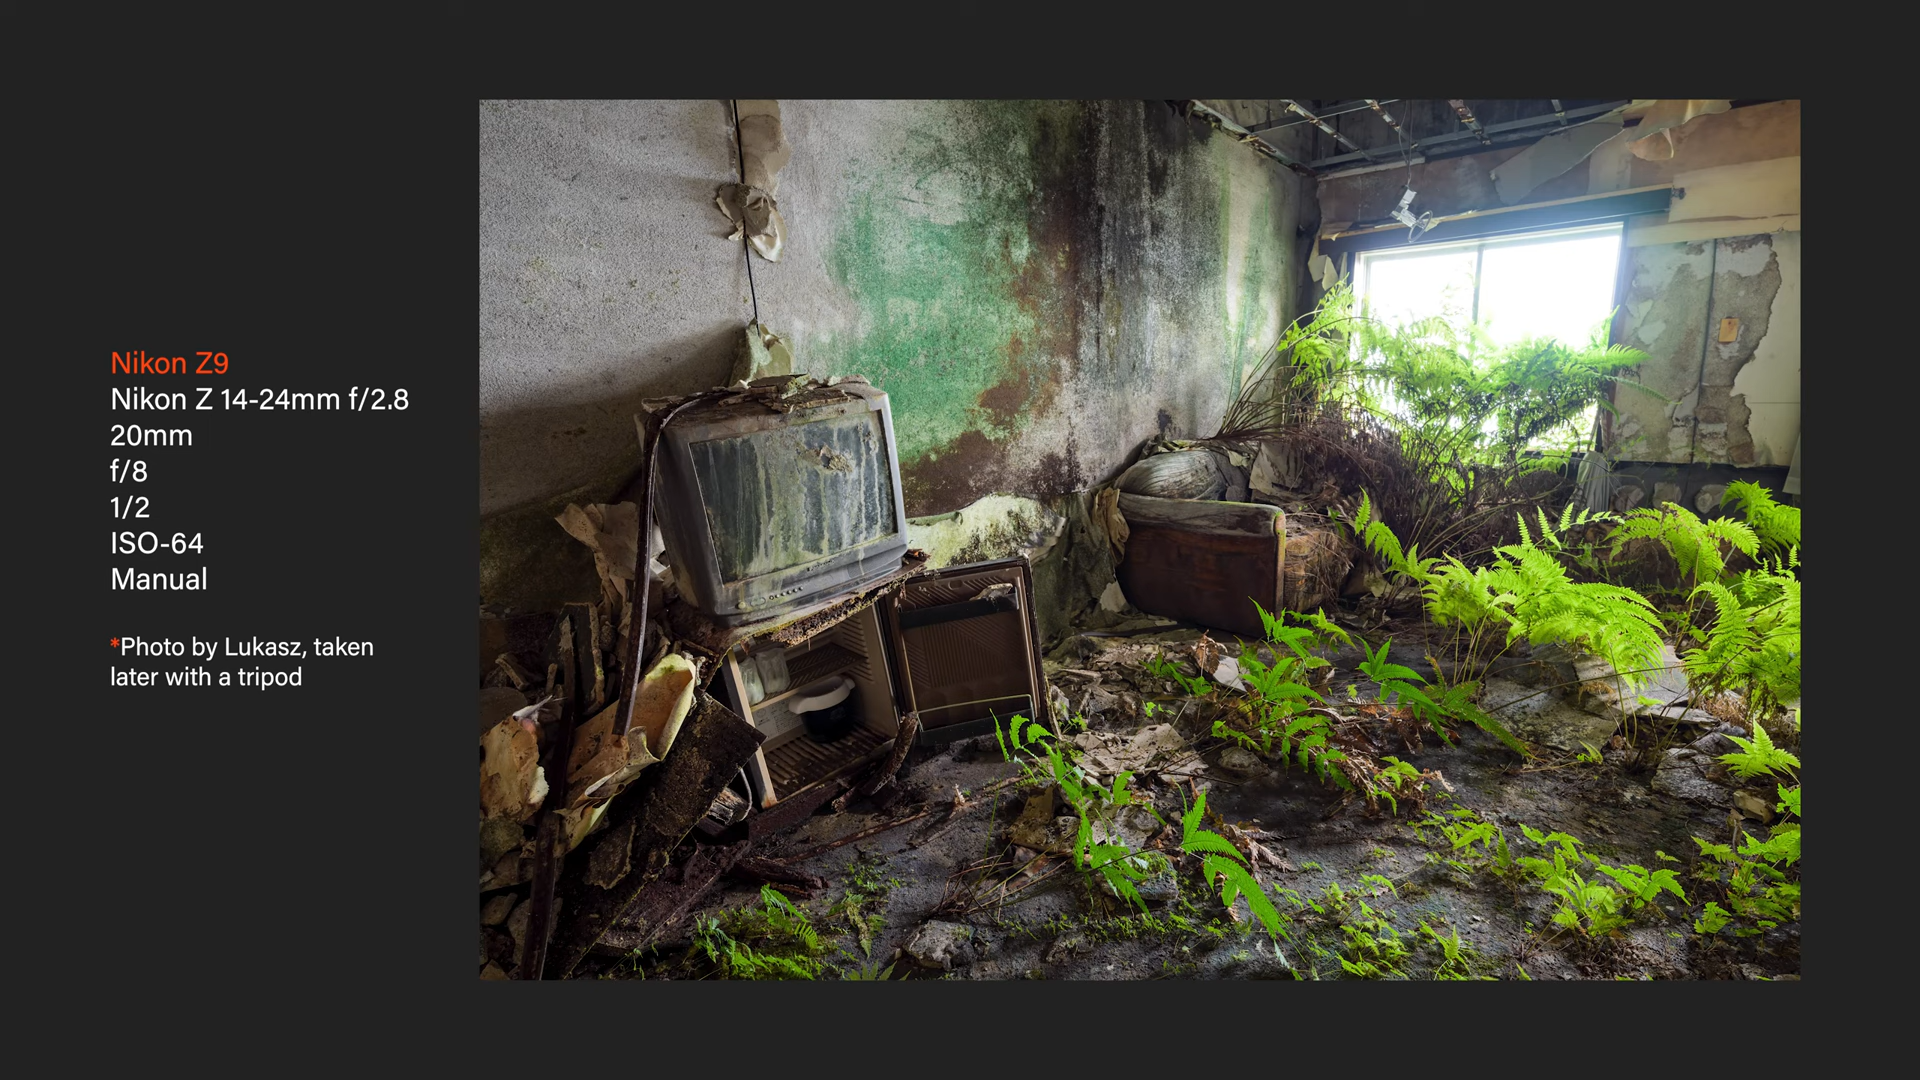 Nikon Z9
Nikon Z 14-24mm f/2.8
20mm
f/8
1/2
ISO-64
Manual
*Photo by Lukasz, taken
later with a tripod